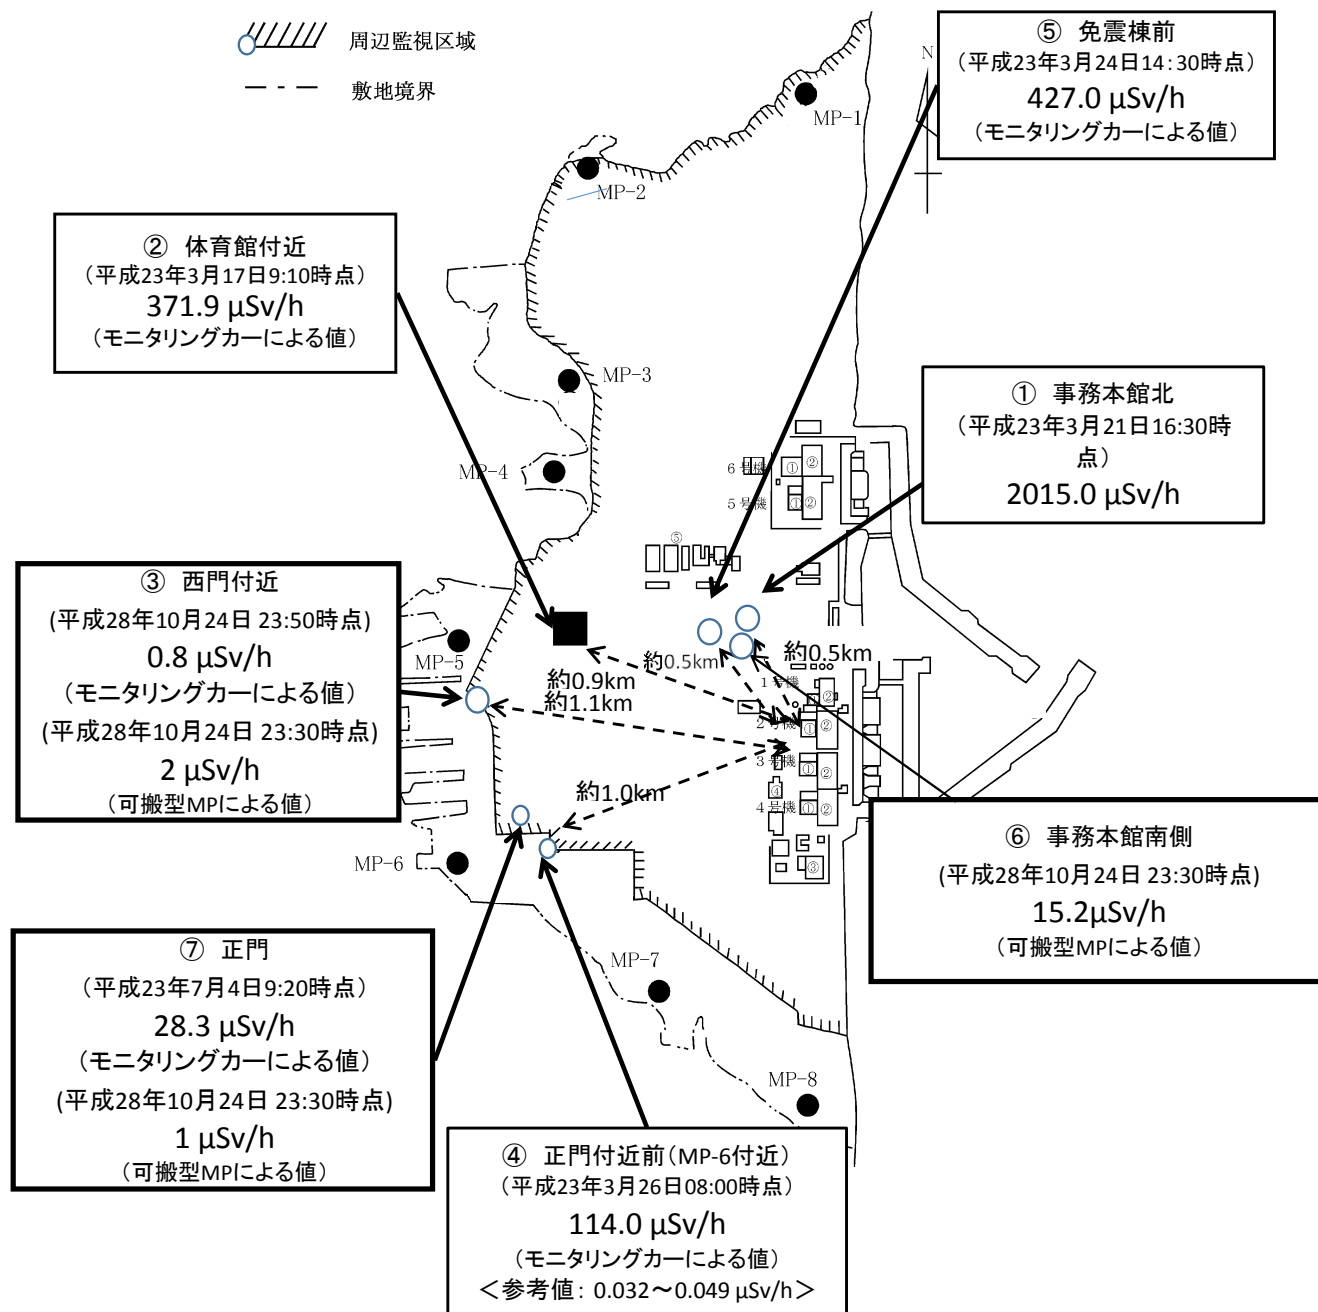 周辺監視区域
敷地境界
⑤ 免震棟前
(平成23年3月24日14:30時点)
427.0 μSv/h
(モニタリングカーによる値)
N
MP-1
MP-2
② 体育館付近
(平成23年3月17日9:10時点)
371.9 μSv/h
(モニタリングカーによる値)
MP-3
① 事務本館北
(平成23年3月21日16:30時
点)
2015.0 μSv/h
MP-4
6号機
①
②
5号機
①
②
⑤
③ 西門付近
(平成28年10月24日 23:50時点)
0.8 μSv/h
(モニタリングカーによる値)
(平成28年10月24日 23:30時点)
2 μSv/h
(可搬型MPによる値)
MP-5
約0.5km
約0.5km
約0.9km
約1.1km
1号機
②
2号機
①
②
3号機
①
②
④
4号機
①
②
③
約1.0km
MP-6
⑥ 事務本館南側
(平成28年10月24日 23:30時点)
15.2μSv/h
(可搬型MPによる値)
⑦ 正門
(平成23年7月4日9:20時点)
28.3 μSv/h
(モニタリングカーによる値)
(平成28年10月24日 23:30時点)
1 μSv/h
(可搬型MPによる値)
MP-7
MP-8
④ 正門付近前(MP-6付近)
(平成23年3月26日08:00時点)
114.0 μSv/h
(モニタリングカーによる値)
<参考値: 0.032～0.049 μSv/h>